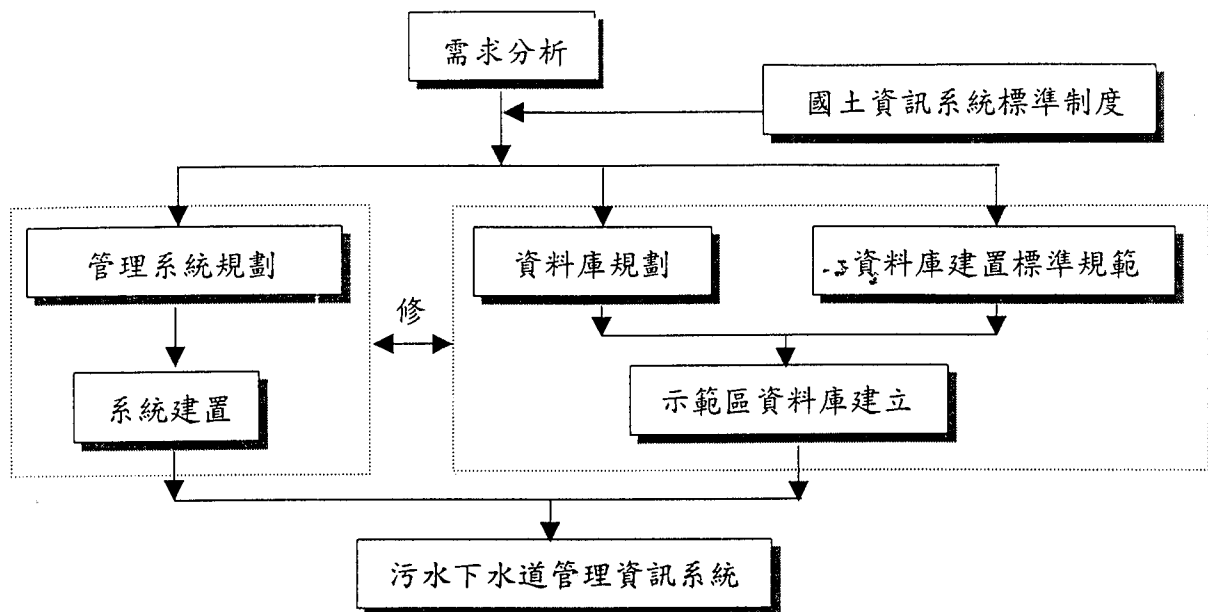 需求分析
國土資訊系統標準制度
管理系統規劃
資料庫規劃
資料庫建置標準規範
修
系統建置
示範區資料庫建立
污水下水道管理資訊系統